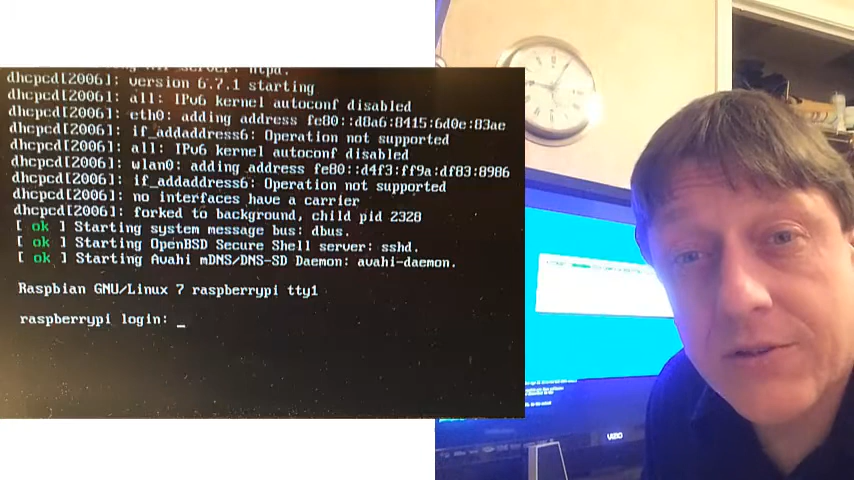 dhcpcd[2006]: version 6.7.1 starting
dhcpcd[2006]: all: IPv6 kernel autoconf disabled
dhcpcd[2006]: eth0: adding address fe80::d8a6:8415:6d0e:83ae
dhcpcd[2006]: if_addaddress6: Operation not supported
dhcpcd[2006]: all: IPv6 kernel autoconf disabled
dhcpcd[2006]: wlan0: adding address fe80::d4f3:ff9a:df83:8986
dhcpcd[2006]: if_addaddress6: Operation not supported
dhcpcd[2006]: no interfaces have a carrier
dhcpcd[2006]: forked to background, child pid 2328
[ ok ] Starting system message bus: dbus.
[ ok ] Starting OpenBSD Secure Shell server: sshd.
[ ok ] Starting Avahi mDNS/DNS-SD Daemon: avahi-daemon.
Raspbian GNU/Linux 7 raspberrypi tty1
raspberrypi login: _
VIZIO